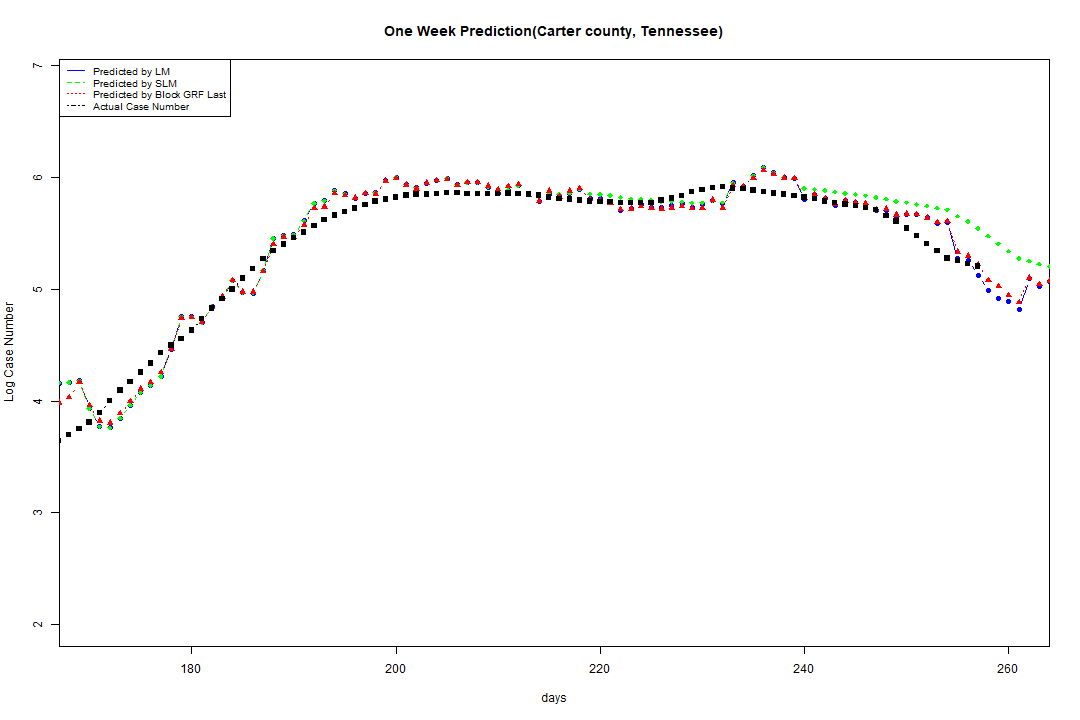 One Week Prediction(Carter county, Tennessee)
Predicted by LM
Predicted by SLM
Predicted by Block GRF Last
Actual Case Number
7
6
5
4
3
2
Log Case Number
180 200 220 240 260
days